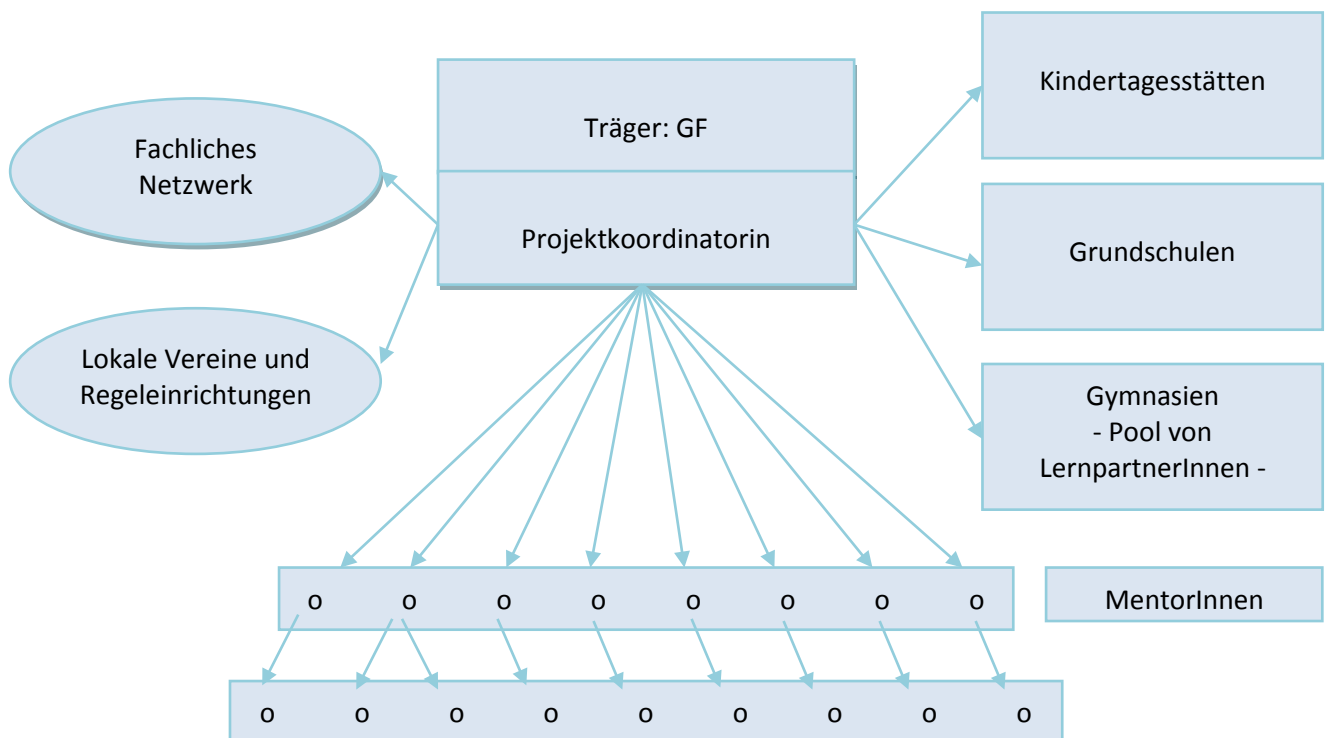 Träger: GF
Projektkoordinatorin
Fachliches
Netzwerk
Lokale Vereine und
Regeleinrichtungen
Kindertagesstätten
Grundschulen
Gymnasien
- Pool von
LernpartnerInnen -
o o o o o o o o
MentorInnen
o o o o o o o o o